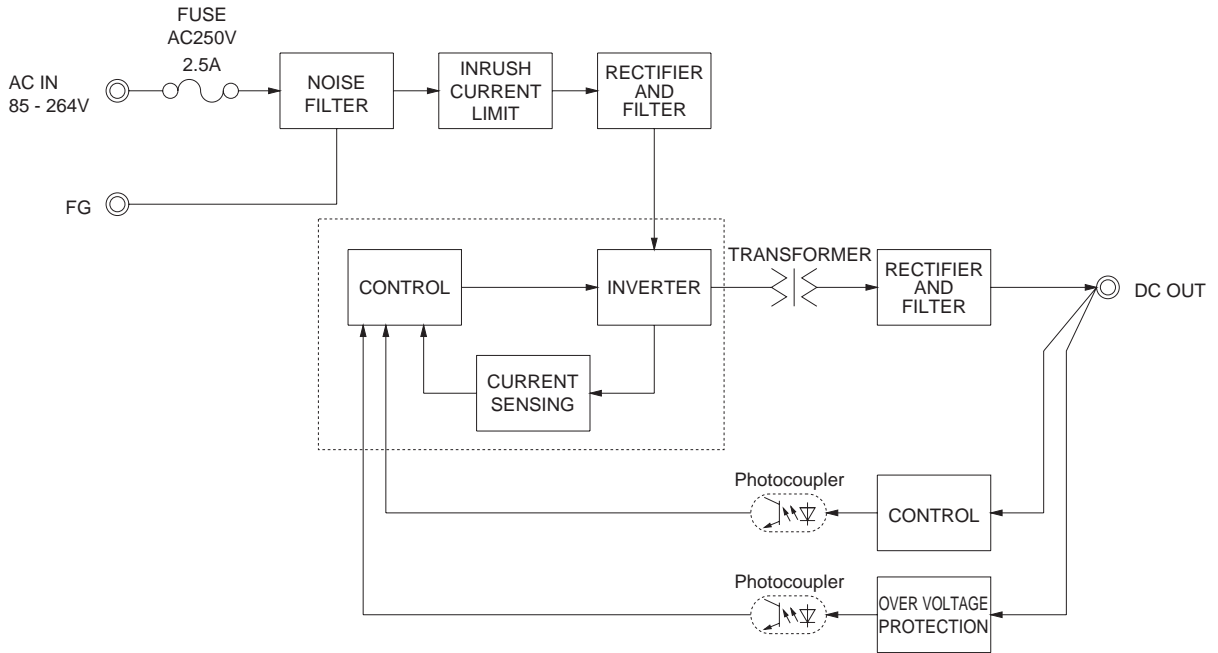 FUSE
AC250V
2.5A
AC IN
85 - 264V
NOISE
FILTER
INRUSH
CURRENT
LIMIT
RECTIFIER
AND
FILTER
FG
CONTROL
INVERTER
TRANSFORMER
RECTIFIER
AND
FILTER
DC OUT
CURRENT
SENSING
Photocoupler
CONTROL
Photocoupler
OVER VOLTAGE
PROTECTION